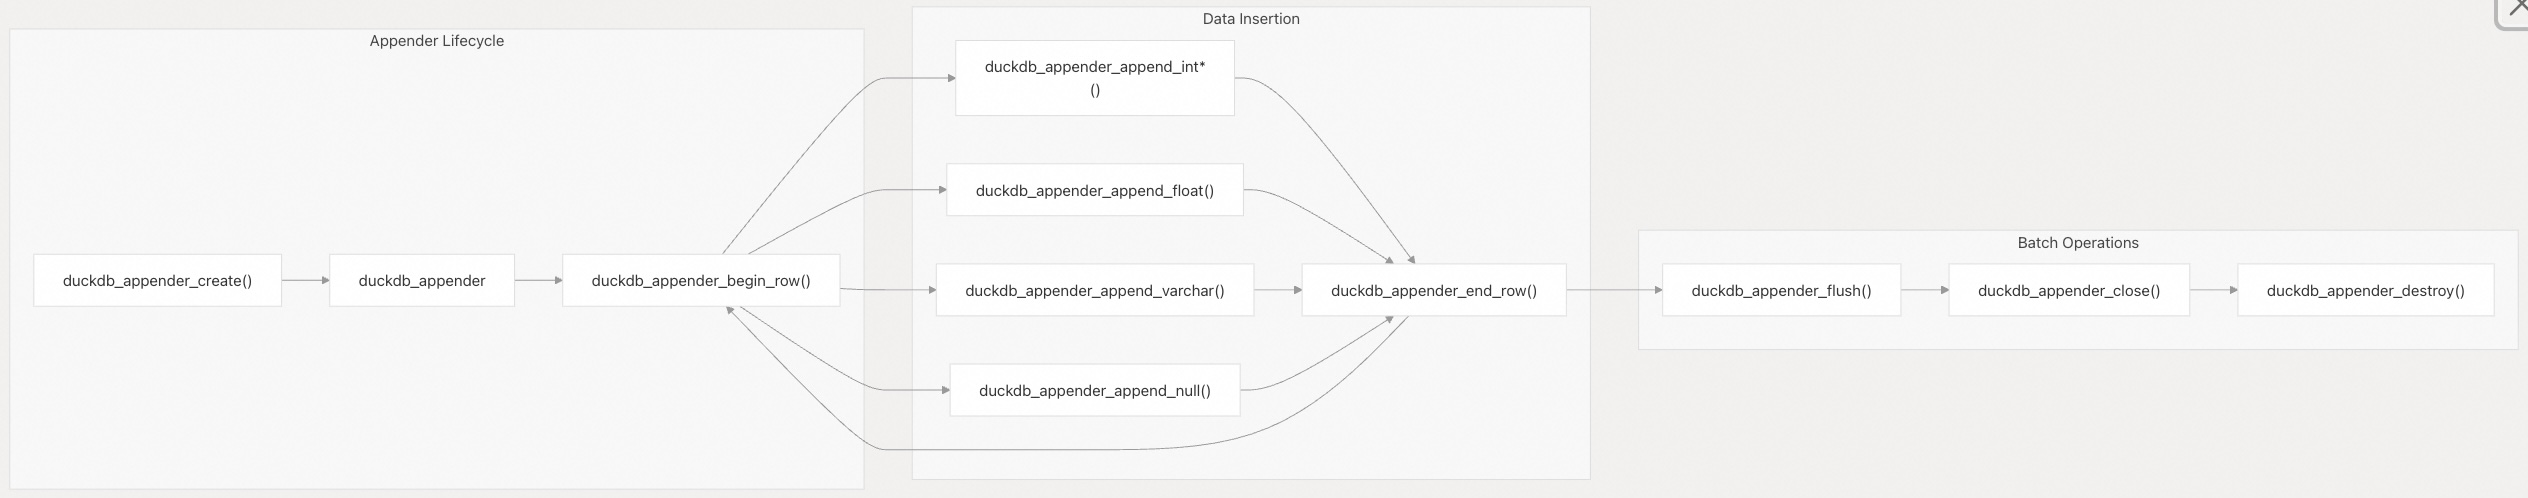 Appender Lifecycle
duckdb_appender_create()
duckdb_appender
duckdb_appender_begin_row()
Data Insertion
duckdb_appender_append_int*
()
duckdb_appender_append_float()
duckdb_appender_append_varchar()
duckdb_appender_append_null()
duckdb_appender_end_row()
Batch Operations
duckdb_appender_flush()
duckdb_appender_close()
duckdb_appender_destroy()